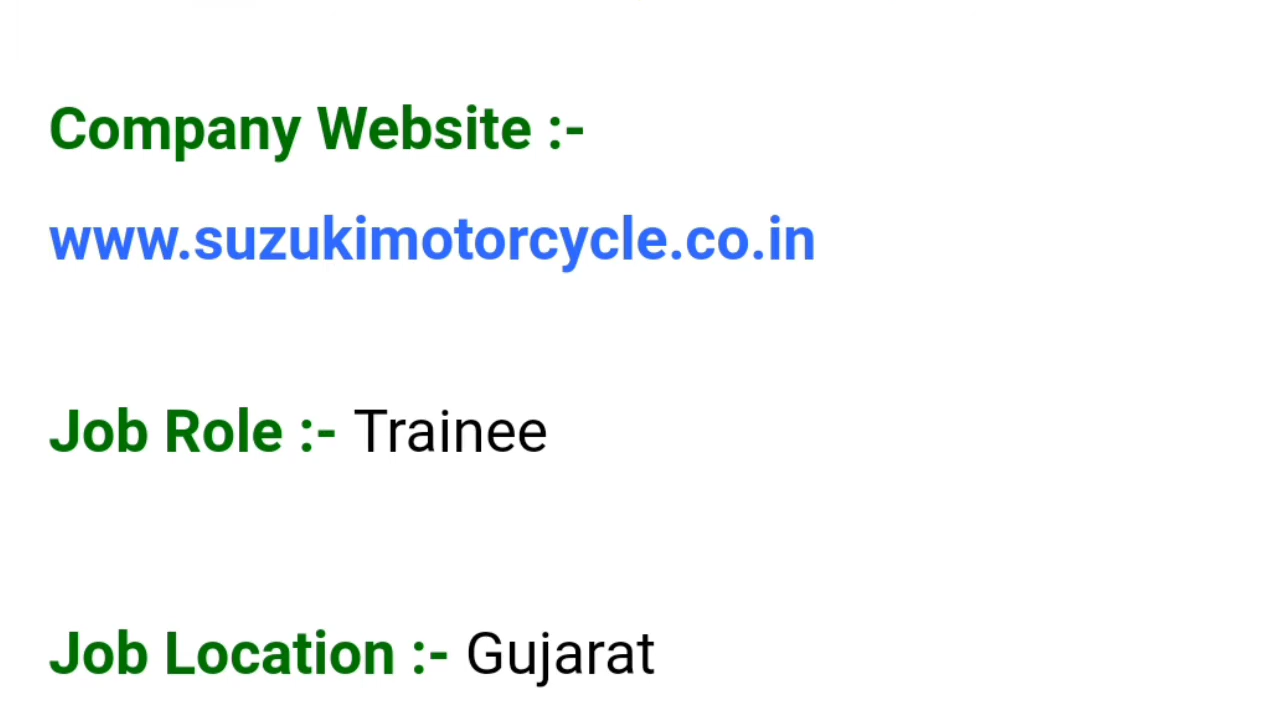 Company Website :-
www.suzukimotorcycle.co.in
Job Role :- Trainee
Job Location :- Gujarat